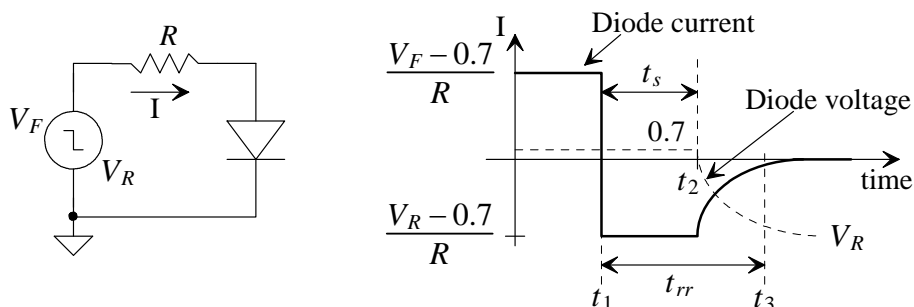 R
I
V_F
V_R
I
Diode current
V_F − 0.7
R
t_s
Diode voltage
0.7
t_2
time
V_R − 0.7
R
V_R
t_rr
t_1
t_3